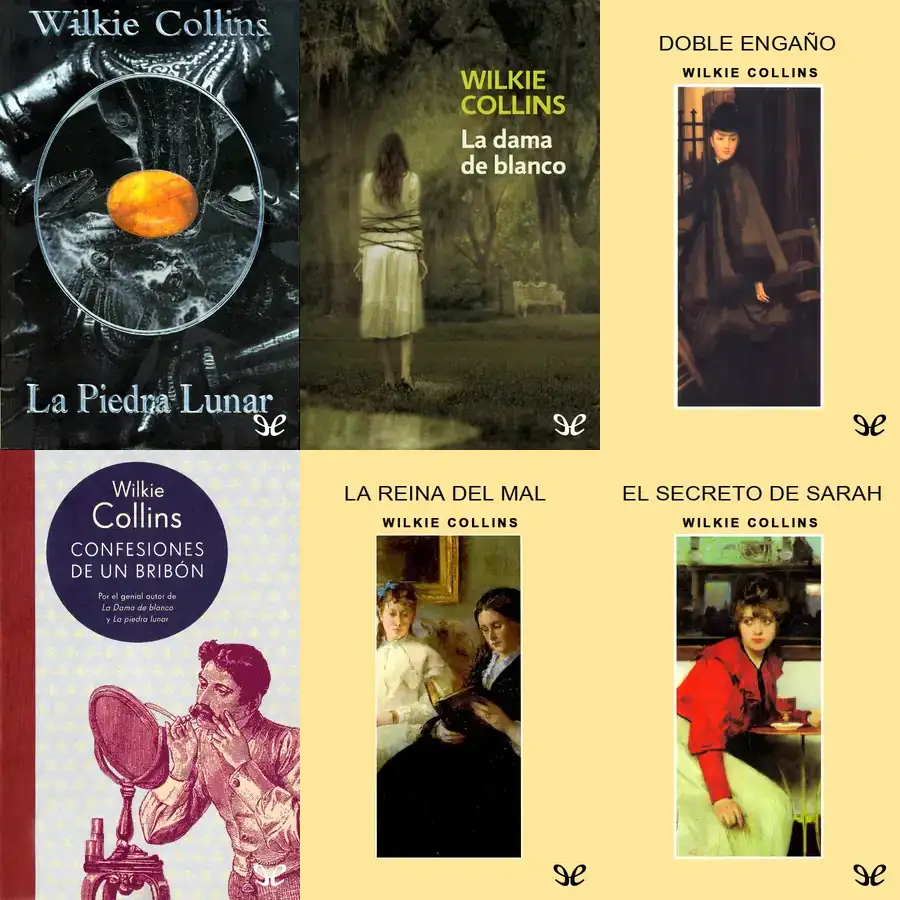 Wilkie Collins
La Piedra Lunar
WILKIE
COLLINS
La dama
de blanco
DOBLE ENGAÑO
WILKIE COLLINS
Wilkie
Collins
CONFESIONES
DE UN BRIBÓN
Por el genial autor de
La Dama de blanco
y La piedra lunar
LA REINA DEL MAL
WILKIE COLLINS
EL SECRETO DE SARAH
WILKIE COLLINS